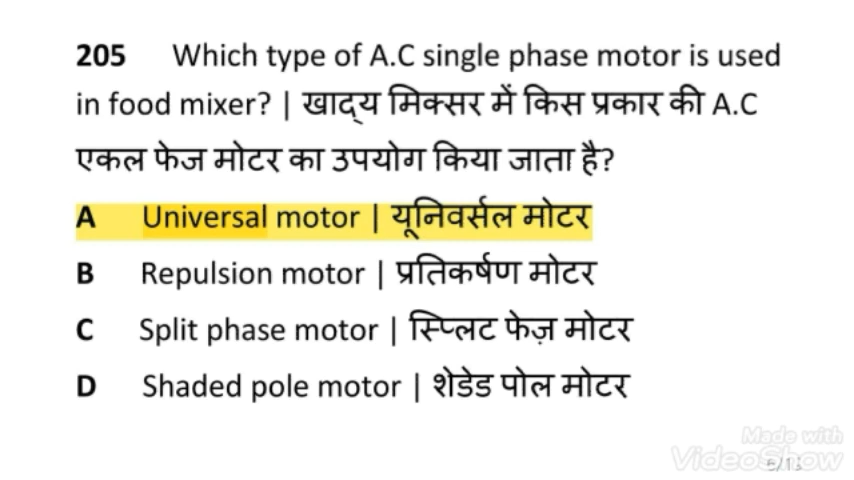 205 Which type of A.C single phase motor is used
in food mixer? | खाद्य मिक्सर में किस प्रकार की A.C
एकल फेज मोटर का उपयोग किया जाता है?
A Universal motor | यूनिवर्सल मोटर
B Repulsion motor | प्रतिकर्षण मोटर
C Split phase motor | स्प्लिट फेज़ मोटर
D Shaded pole motor | शेडेड पोल मोटर
Made with
VideoShow